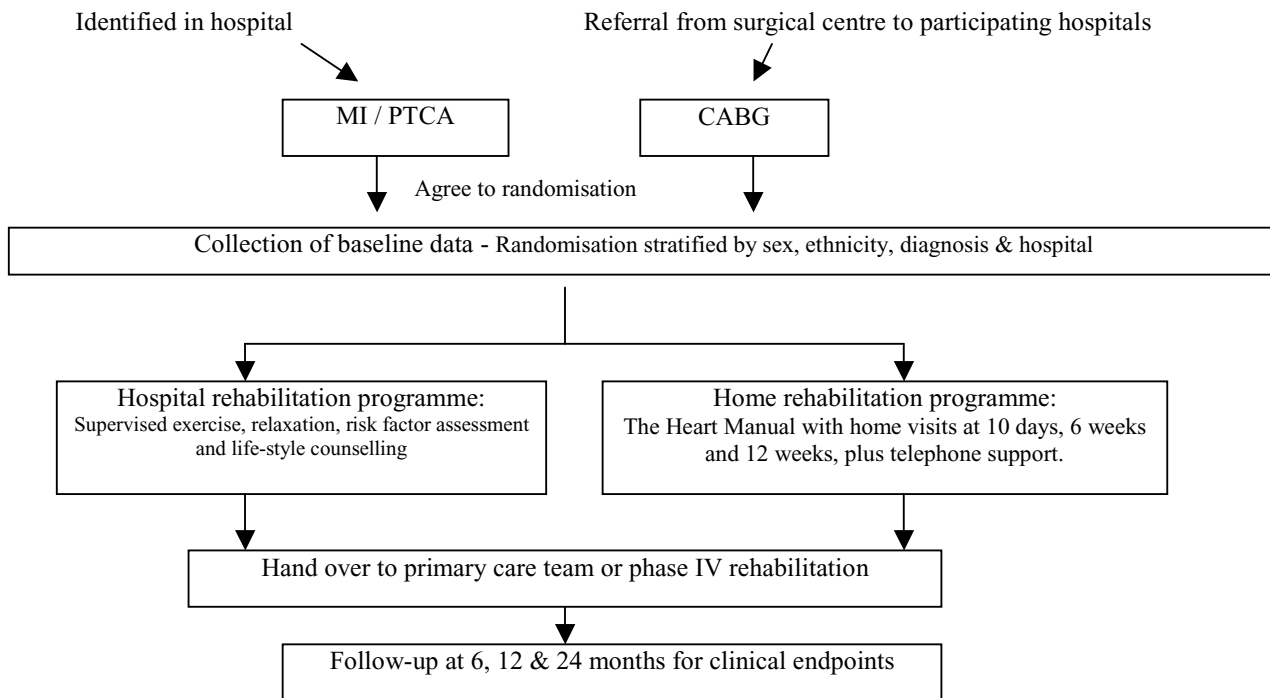 Identified in hospital
Referral from surgical centre to participating hospitals
MI / PTCA
CABG
Agree to randomisation
Collection of baseline data - Randomisation stratified by sex, ethnicity, diagnosis & hospital
Hospital rehabilitation programme:
Supervised exercise, relaxation, risk factor assessment
and life-style counselling
Home rehabilitation programme:
The Heart Manual with home visits at 10 days, 6 weeks
and 12 weeks, plus telephone support.
Hand over to primary care team or phase IV rehabilitation
Follow-up at 6, 12 & 24 months for clinical endpoints